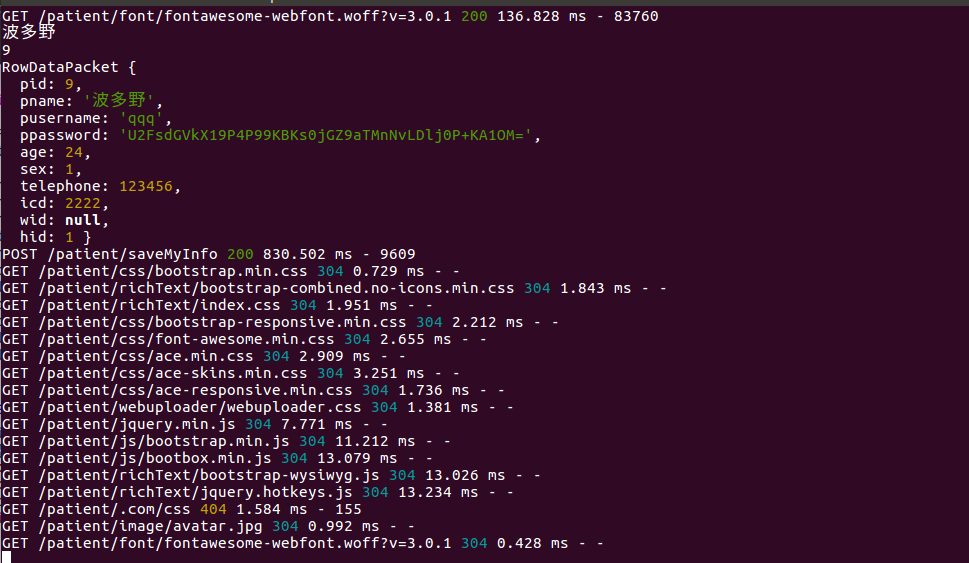 GET /patient/font/fontawesome-webfont.woff?v=3.0.1 200 136.828 ms - 83760
波多野
9
RowDataPacket {
  pid: 9,
  pname: '波多野',
  pusername: 'qqq',
  ppassword: 'U2FsdGVkX19P4P99KBKs0jGZ9aTMnNvLDlj0P+KA1OM=',
  age: 24,
  sex: 1,
  telephone: 123456,
  icd: 2222,
  wid: null,
  hid: 1 }
POST /patient/saveMyInfo 200 830.502 ms - 9609
GET /patient/css/bootstrap.min.css 304 0.729 ms - -
GET /patient/richText/bootstrap-combined.no-icons.min.css 304 1.843 ms - -
GET /patient/richText/index.css 304 1.951 ms - -
GET /patient/css/bootstrap-responsive.min.css 304 2.212 ms - -
GET /patient/css/font-awesome.min.css 304 2.655 ms - -
GET /patient/css/ace.min.css 304 2.909 ms - -
GET /patient/css/ace-skins.min.css 304 3.251 ms - -
GET /patient/css/ace-responsive.min.css 304 1.736 ms - -
GET /patient/webuploader/webuploader.css 304 1.381 ms - -
GET /patient/jquery.min.js 304 7.771 ms - -
GET /patient/js/bootstrap.min.js 304 11.212 ms - -
GET /patient/js/bootbox.min.js 304 13.079 ms - -
GET /patient/richText/bootstrap-wysiwyg.js 304 13.026 ms - -
GET /patient/richText/jquery.hotkeys.js 304 13.234 ms - -
GET /patient/.com/css 404 1.584 ms - 155
GET /patient/image/avatar.jpg 304 0.992 ms - -
GET /patient/font/fontawesome-webfont.woff?v=3.0.1 304 0.428 ms - -